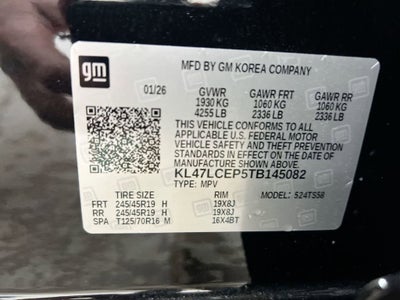 gm
MFD BY GM KOREA COMPANY
01/26 GVWR GAWR FRT GAWR RR
1930 KG 1060 KG 1060 KG
4255 LB 2336 LB 2336 LB
THIS VEHICLE CONFORMS TO ALL
APPLICABLE U.S. FEDERAL MOTOR
VEHICLE SAFETY STANDARDS IN
EFFECT ON THE DATE OF
MANUFACTURE SHOWN ABOVE.
KL47LCEP5TB145082
TYPE: MPV
TIRE SIZE RIM MODEL: 524TS58
FRT 245/45R19 H 19X8J
RR 245/45R19 H 19X8J
SPA T125/70R16 M 16X4BT